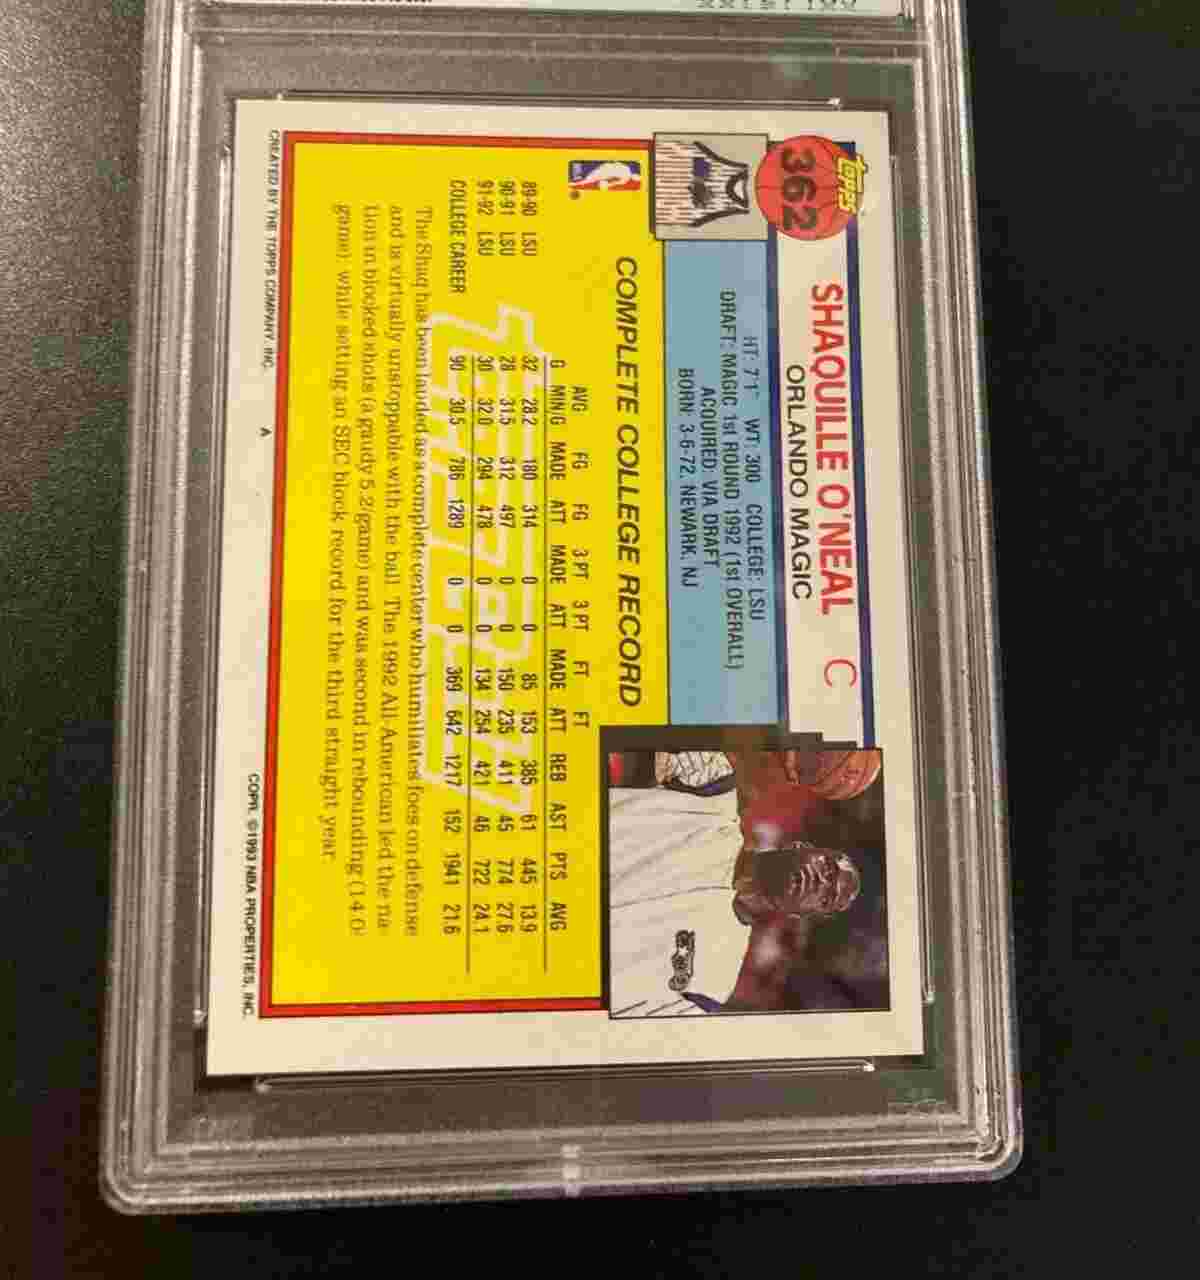 Topps
362
SHAQUILLE O'NEAL C
ORLANDO MAGIC
HT: 7'1" WT: 300 COLLEGE: LSU
DRAFT: MAGIC 1st ROUND 1992 (1st OVERALL)
ACQUIRED: VIA DRAFT
BORN: 3-6-72, NEWARK, NJ
COMPLETE COLLEGE RECORD
AVG FG FG 3 PT 3 PT FT FT
G MIN/G MADE ATT MADE ATT MADE ATT REB AST PTS AVG
89-90 LSU 32 28.2 180 314 0 0 85 153 385 61 445 13.9
90-91 LSU 28 31.5 312 497 0 0 150 235 411 45 774 27.6
91-92 LSU 30 32.0 294 478 0 0 134 254 421 46 722 24.1
COLLEGE CAREER 90 30.5 786 1289 0 0 369 642 1217 152 1941 21.6
The Shaq has been lauded as a complete center who humiliates foes on defense
and is virtually unstoppable with the ball. The 1992 All-American led the na-
tion in blocked shots (a gaudy 5.2/game) and was second in rebounding (14.0/
game), while setting an SEC block record for the third straight year.
CREATED BY THE TOPPS COMPANY, INC. A COPR. ©1993 NBA PROPERTIES, INC.